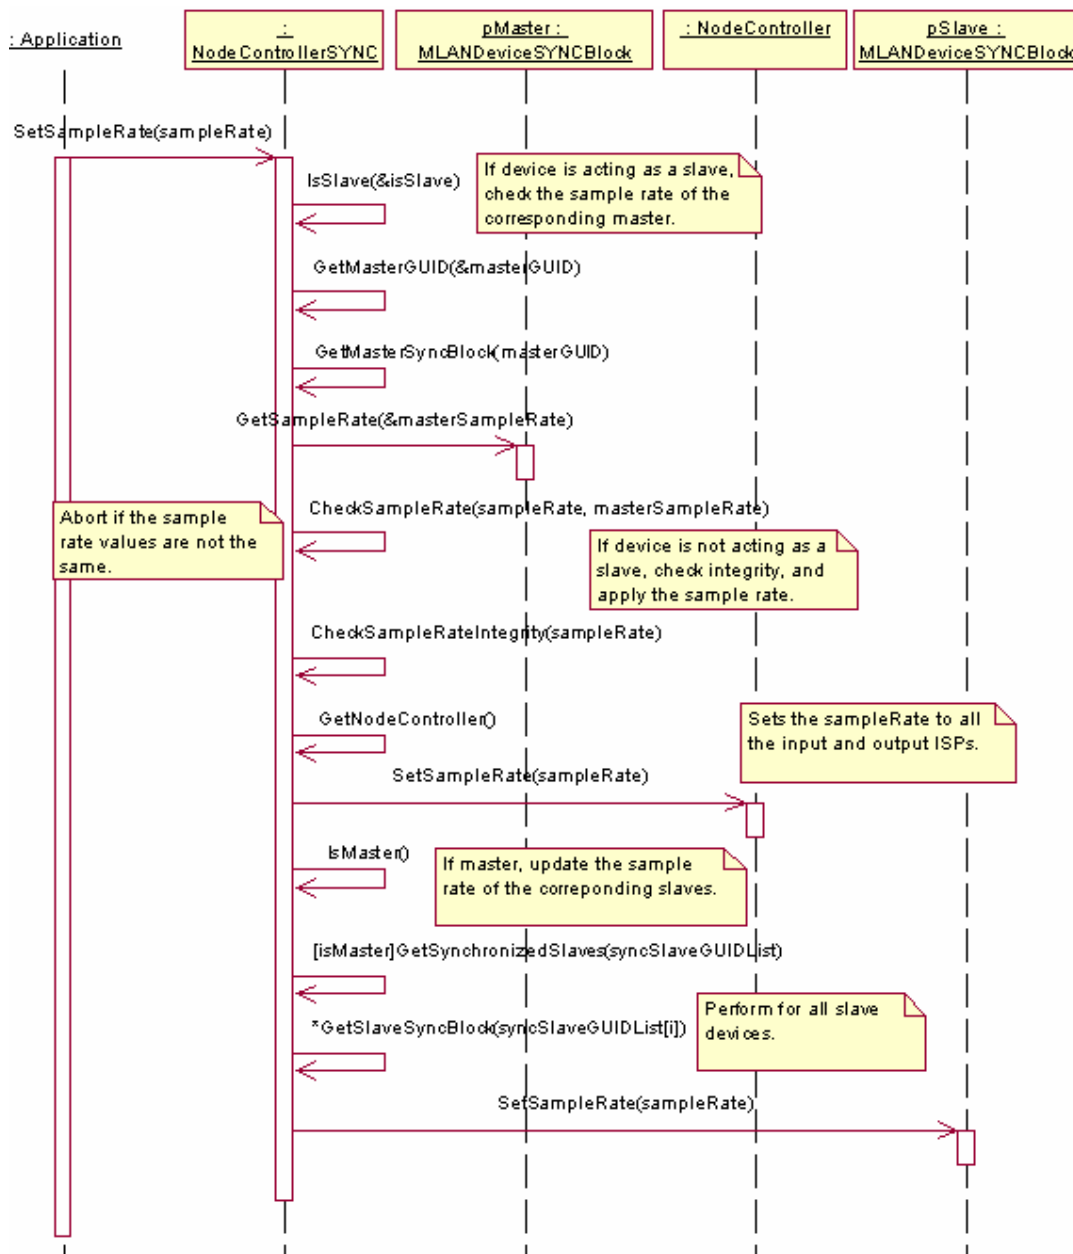 : Application
:
NodeControllerSYNC
pMaster :
MLANDeviceSYNCBlock
: NodeController
pSlave :
MLANDeviceSYNCBlock
SetSampleRate(sampleRate)
IsSlave(&isSlave)
If device is acting as a slave,
check the sample rate of the
corresponding master.
GetMasterGUID(&masterGUID)
GetMasterSyncBlock(masterGUID)
GetSampleRate(&masterSampleRate)
CheckSampleRate(sampleRate, masterSampleRate)
Abort if the sample
rate values are not the
same.
If device is not acting as a
slave, check integrity, and
apply the sample rate.
CheckSampleRateIntegrity(sampleRate)
GetNodeController()
Sets the sampleRate to all
the input and output ISPs.
SetSampleRate(sampleRate)
IsMaster()
If master, update the sample
rate of the correponding slaves.
[isMaster]GetSynchronizedSlaves(syncSlaveGUIDList)
Perform for all slave
devices.
*GetSlaveSyncBlock(syncSlaveGUIDList[i])
SetSampleRate(sampleRate)